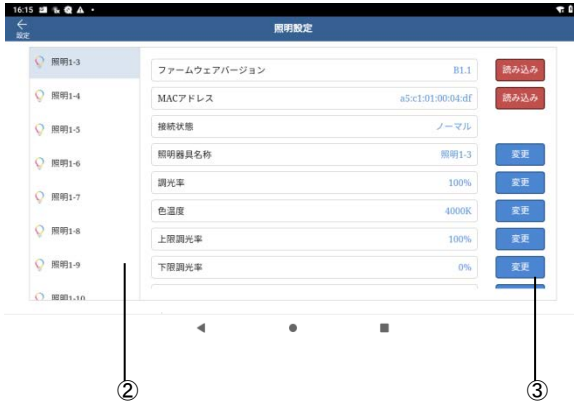 16:15
照明設定
設定
照明1-3
照明1-4
照明1-5
照明1-6
照明1-7
照明1-8
照明1-9
照明1-10
ファームウェアバージョン B1.1 読み込み
MACアドレス a5:c1:01:00:04:df 読み込み
接続状態 ノーマル
照明器具名称 照明1-3 変更
調光率 100% 変更
色温度 4000K 変更
上限調光率 100% 変更
下限調光率 0% 変更
② ③